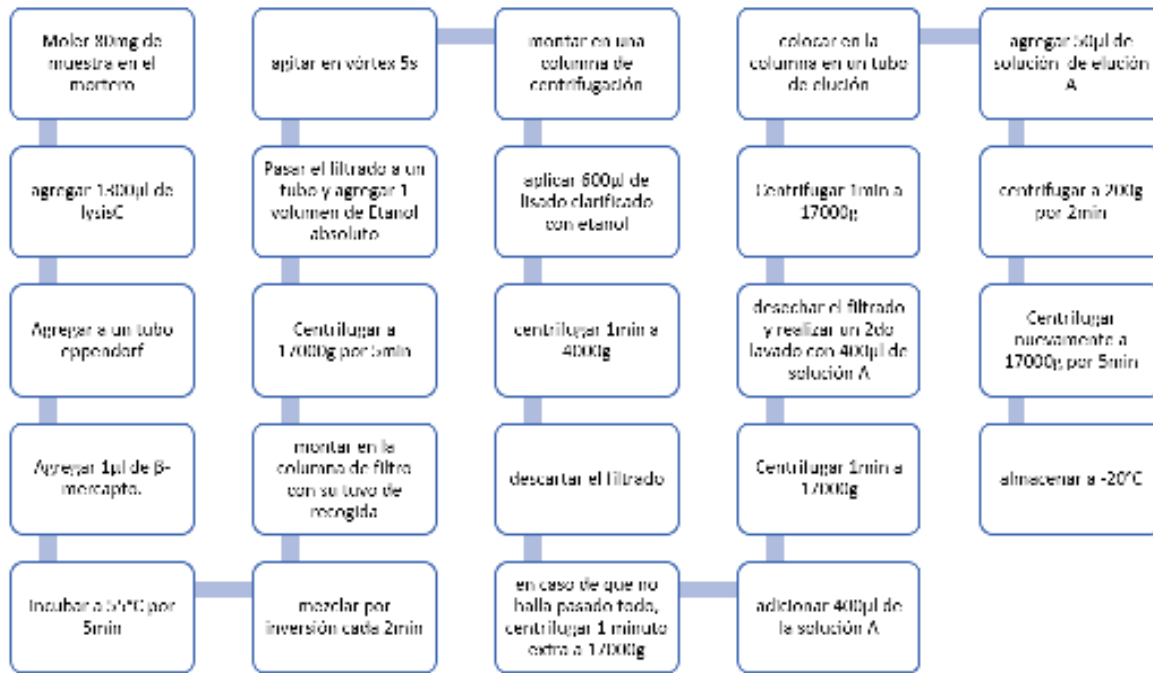 Moler 80mg de
muestra en el
mortero
agregar 1300µl de
lysisC
Agregar a un tubo
eppendorf
Agregar 1µl de β-
mercapto.
Incubar a 55°C por
5min
mezclar por
inversión cada 2min
montar en la
columna de filtro
con su tuvo de
recogida
Centrifugar a
17000g por 5min
Pasar el filtrado a un
tubo y agregar 1
volumen de Etanol
absoluto
agitar en vórtex 5s
montar en una
columna de
centrifugación
aplicar 600µl de
lisado clarificado
con etanol
centrifugar 1min a
4000g
descartar el filtrado
en caso de que no
halla pasado todo,
centrifugar 1 minuto
extra a 17000g
adicionar 400µl de
la solución A
Centrifugar 1min a
17000g
desechar el filtrado
y realizar un 2do
lavado con 400µl de
solución A
Centrifugar 1min a
17000g
colocar en la
columna en un tubo
de elución
agregar 50µl de
solución de elución
A
centrifugar a 200g
por 2min
Centrifugar
nuevamente a
17000g por 5min
almacenar a -20°C